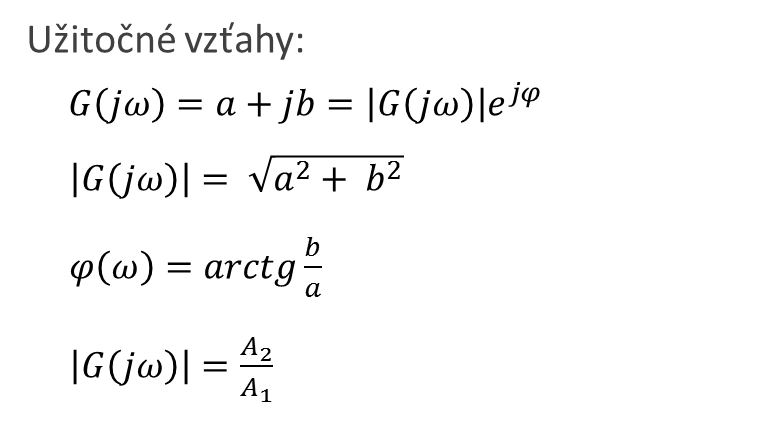 Užitočné vzťahy:
G(jω) = a + jb = |G(jω)|e^{jφ}
|G(jω)| = √(a² + b²)
φ(ω) = arctg b/a
|G(jω)| = A₂/A₁